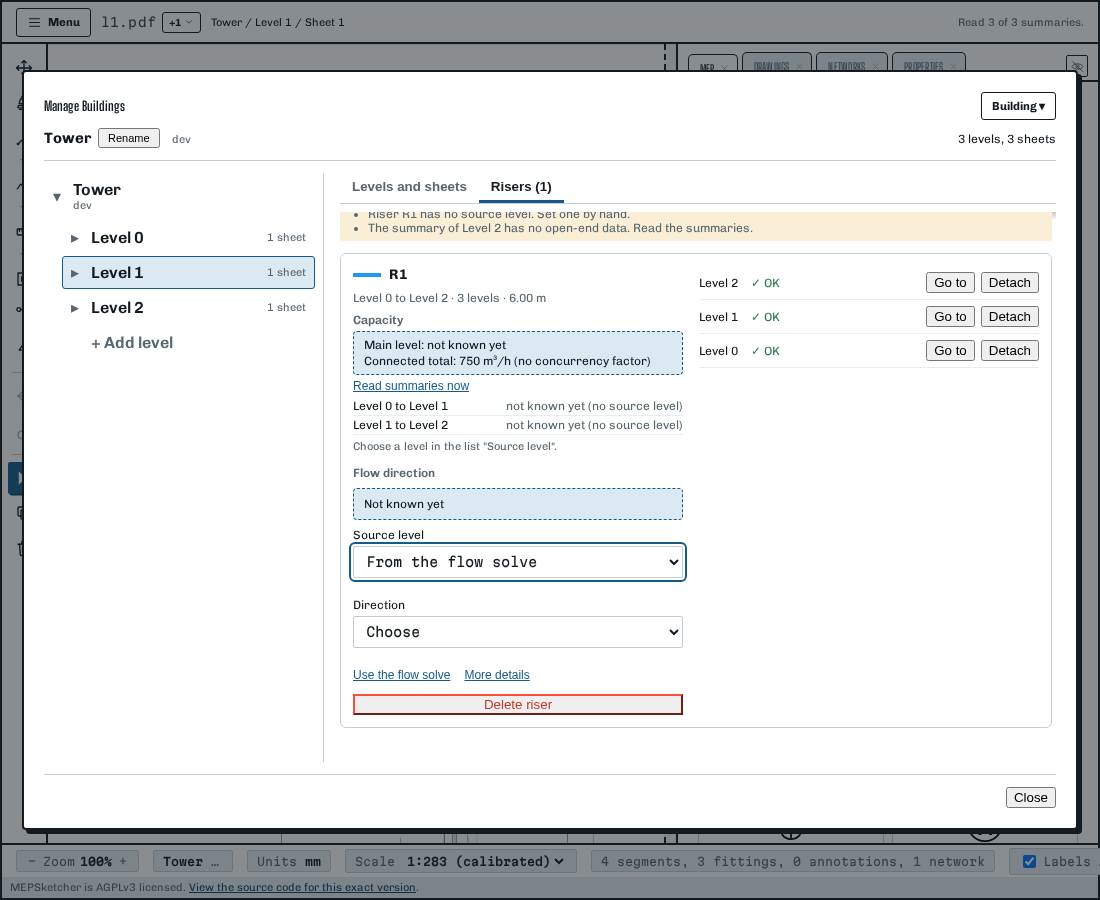 Menu l1.pdf +1 Tower / Level 1 / Sheet 1 Read 3 of 3 summaries.
MEP DRAWINGS NETWORKS PROPERTIES
Manage Buildings
Building ▾
Tower Rename dev 3 levels, 3 sheets
Tower
dev
Level 0 1 sheet
Level 1 1 sheet
Level 2 1 sheet
+ Add level
Levels and sheets Risers (1)
• Riser R1 has no source level. Set one by hand.
• The summary of Level 2 has no open-end data. Read the summaries.
R1
Level 0 to Level 2 · 3 levels · 6.00 m
Capacity
Main level: not known yet
Connected total: 750 m³/h (no concurrency factor)
Read summaries now
Level 0 to Level 1 not known yet (no source level)
Level 1 to Level 2 not known yet (no source level)
Choose a level in the list "Source level".
Flow direction
Not known yet
Source level
From the flow solve
Direction
Choose
Use the flow solve More details
Delete riser
Level 2 ✓ OK Go to Detach
Level 1 ✓ OK Go to Detach
Level 0 ✓ OK Go to Detach
Close
− Zoom 100% + Tower … Units mm Scale 1:283 (calibrated) 4 segments, 3 fittings, 0 annotations, 1 network Labels
MEPSketcher is AGPLv3 licensed. View the source code for this exact version.